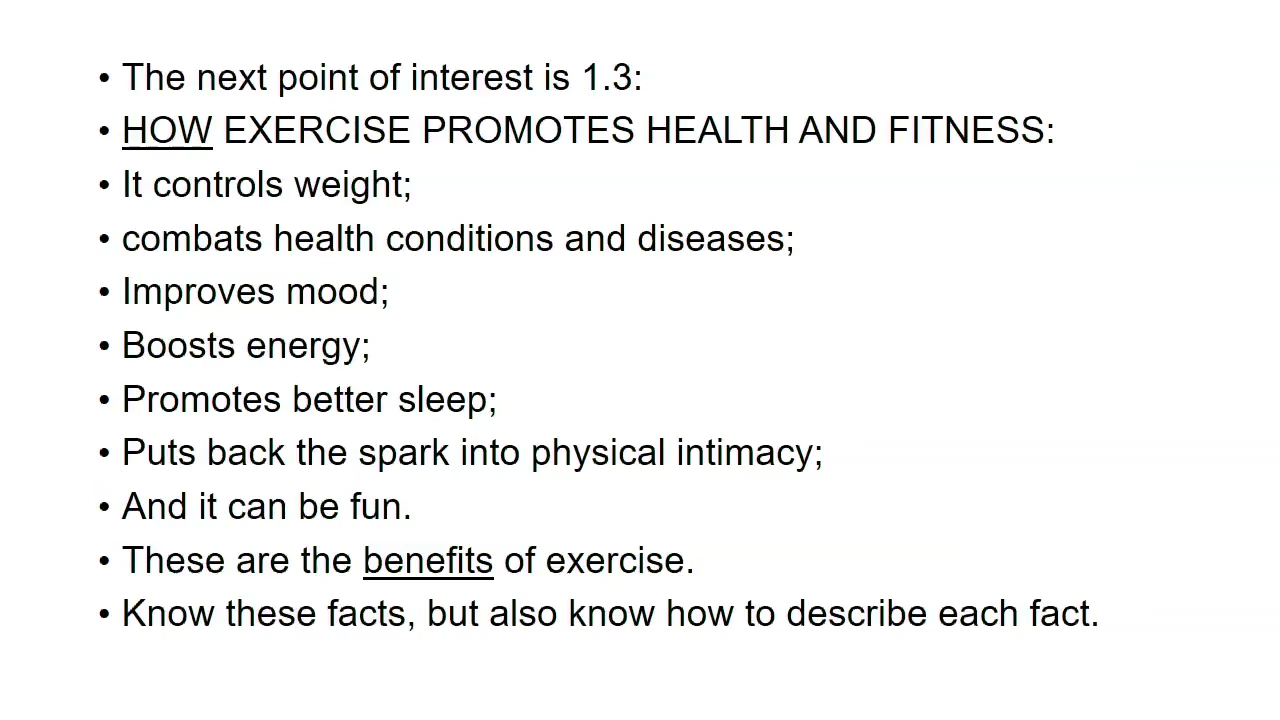 • The next point of interest is 1.3:
• HOW EXERCISE PROMOTES HEALTH AND FITNESS:
• It controls weight;
• combats health conditions and diseases;
• Improves mood;
• Boosts energy;
• Promotes better sleep;
• Puts back the spark into physical intimacy;
• And it can be fun.
• These are the benefits of exercise.
• Know these facts, but also know how to describe each fact.